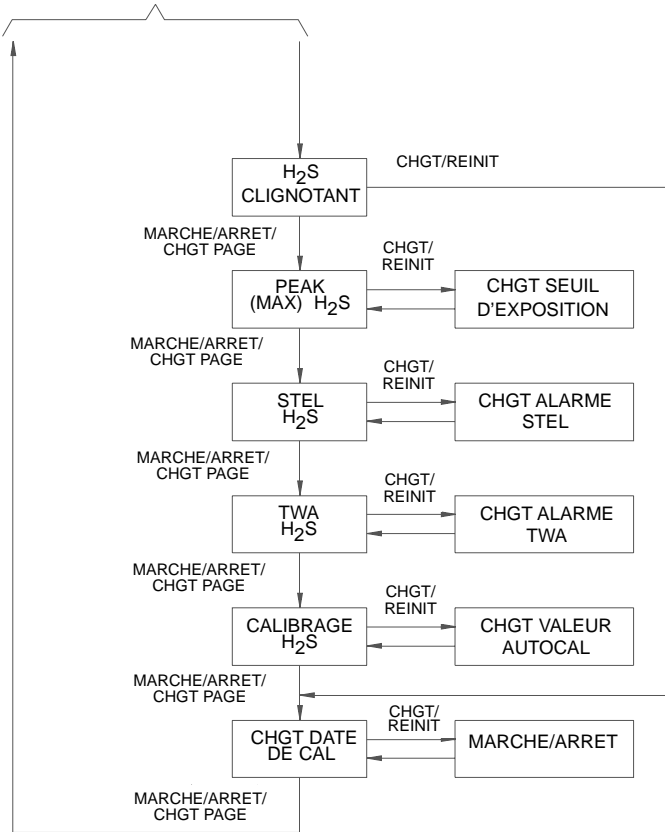 H2S
CLIGNOTANT
CHGT/REINIT
MARCHE/ARRET/
CHGT PAGE
CHGT/
REINIT
PEAK
(MAX) H2S
CHGT SEUIL
D'EXPOSITION
MARCHE/ARRET/
CHGT PAGE
CHGT/
REINIT
STEL
H2S
CHGT ALARME
STEL
MARCHE/ARRET/
CHGT PAGE
CHGT/
REINIT
TWA
H2S
CHGT ALARME
TWA
MARCHE/ARRET/
CHGT PAGE
CHGT/
REINIT
CALIBRAGE
H2S
CHGT VALEUR
AUTOCAL
MARCHE/ARRET/
CHGT PAGE
CHGT/
REINIT
CHGT DATE
DE CAL
MARCHE/ARRET
MARCHE/ARRET/
CHGT PAGE